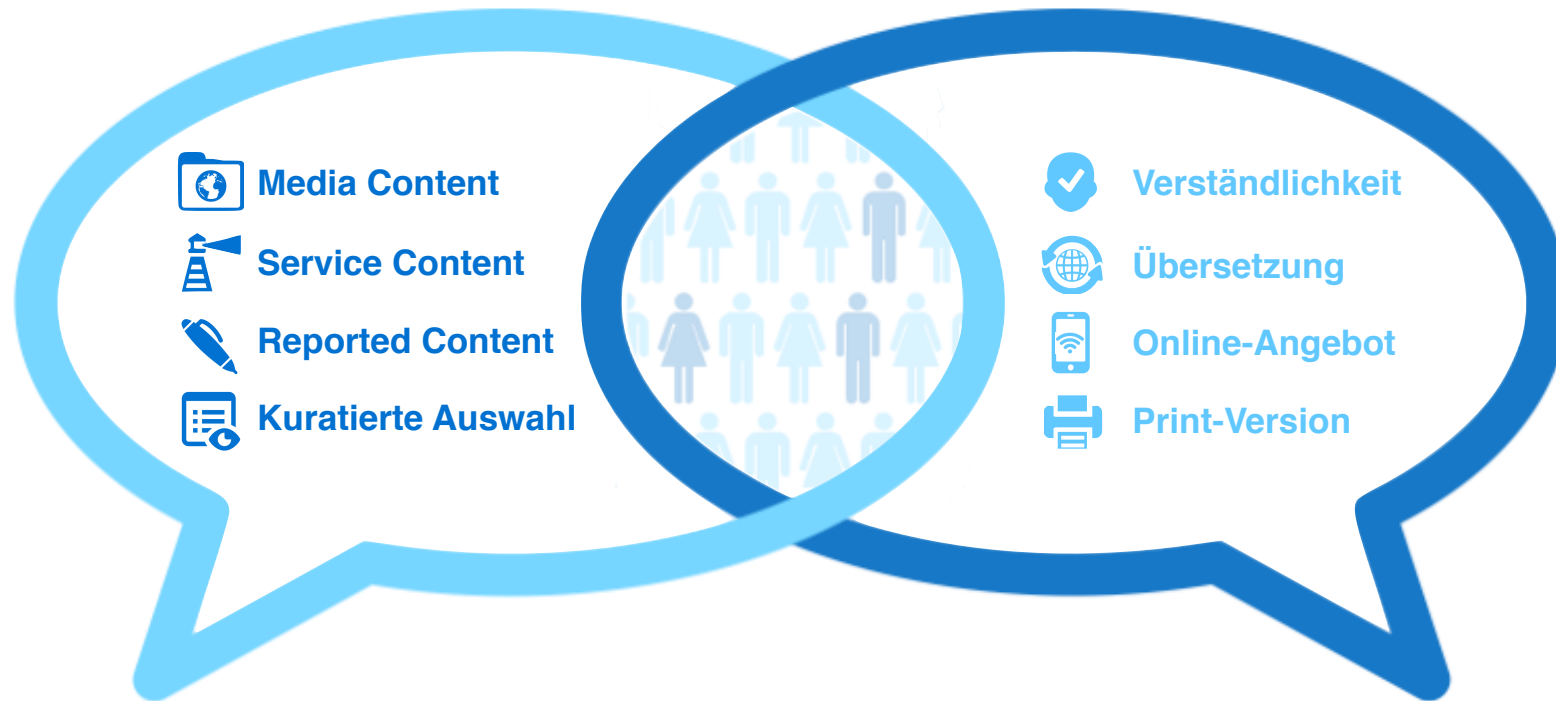 Media Content
Service Content
Reported Content
Kuratierte Auswahl
Verständlichkeit
Übersetzung
Online-Angebot
Print-Version